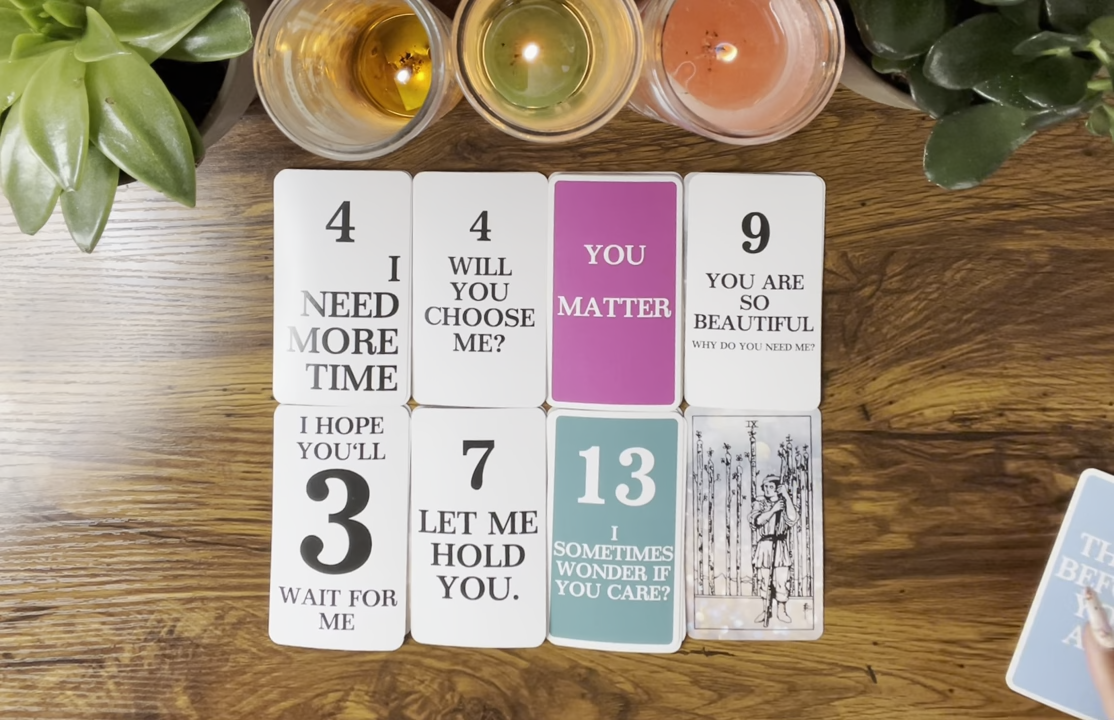 4
I
NEED
MORE
TIME
4
WILL
YOU
CHOOSE
ME?
YOU
MATTER
9
YOU ARE
SO
BEAUTIFUL
WHY DO YOU NEED ME?
I HOPE
YOU'LL
3
WAIT FOR
ME
7
LET ME
HOLD
YOU.
13
I
SOMETIMES
WONDER IF
YOU CARE?
IX